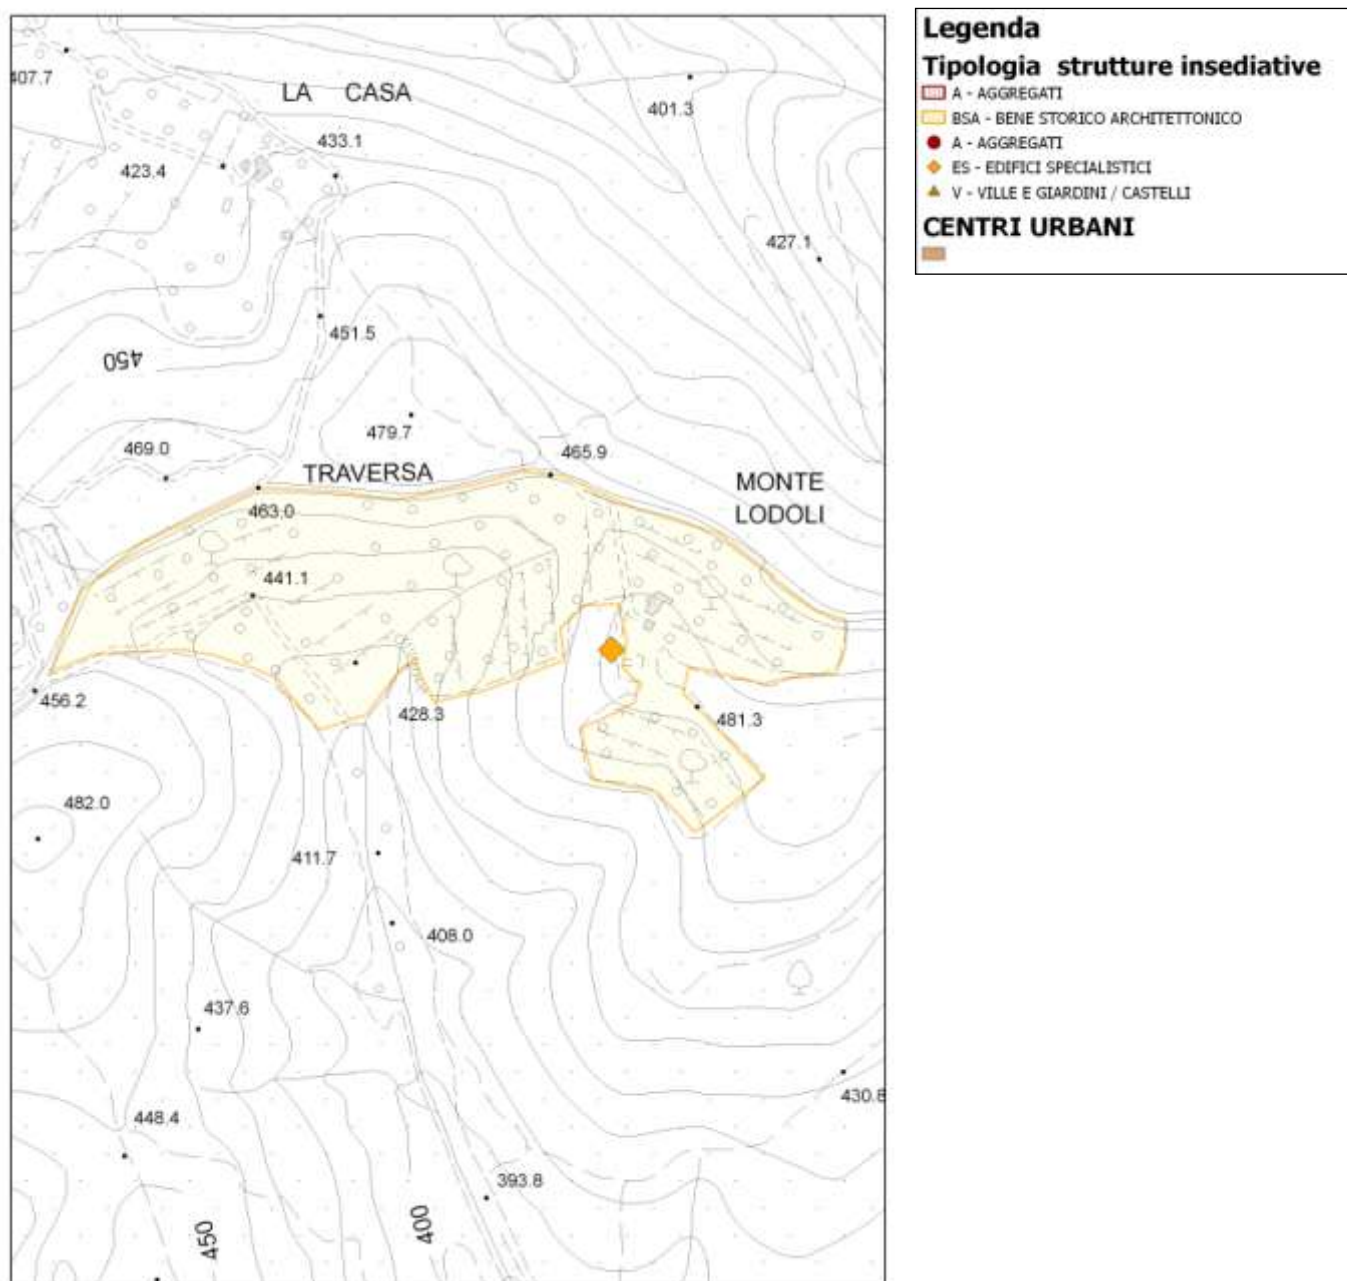 LA CASA
407.7
401.3
433.1
423.4
427.1
451.5
450
479.7
469.0
465.9
TRAVERSA
MONTE
LODOLI
463.0
441.1
456.2
428.3
481.3
482.0
411.7
408.0
437.6
430.8
448.4
393.8
450
400
Legenda
Tipologia strutture insediative
A - AGGREGATI
BSA - BENE STORICO ARCHITETTONICO
A - AGGREGATI
ES - EDIFICI SPECIALISTICI
V - VILLE E GIARDINI / CASTELLI
CENTRI URBANI